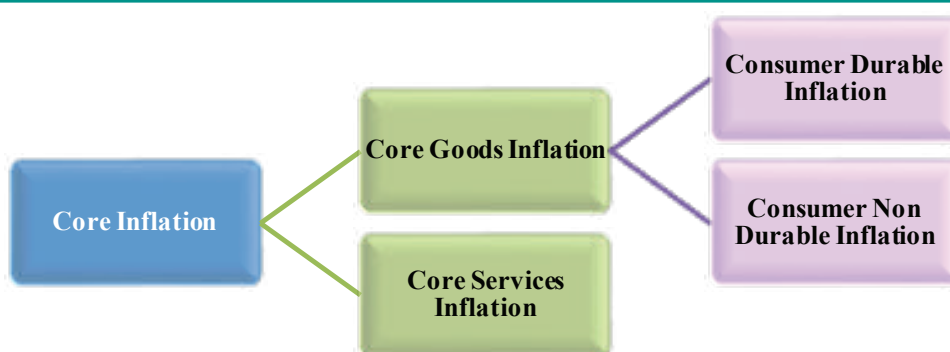 Core Inflation
Core Goods Inflation
Core Services
Inflation
Consumer Durable
Inflation
Consumer Non
Durable Inflation